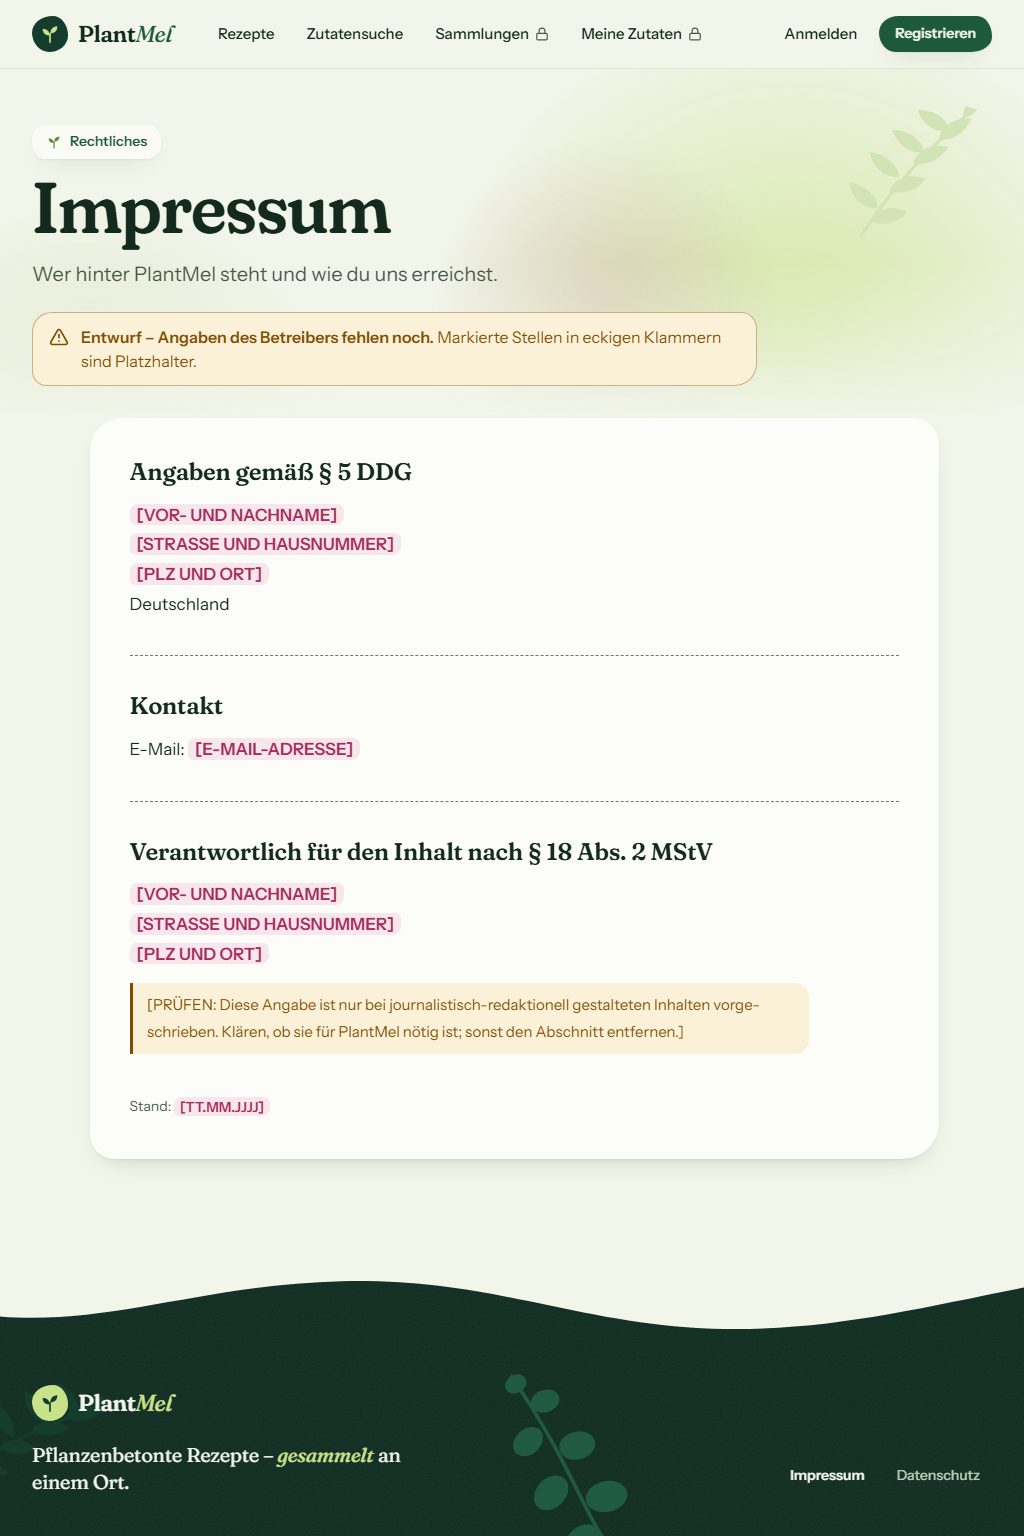 PlantMel
Rezepte
Zutatensuche
Sammlungen
Meine Zutaten
Anmelden
Registrieren
Rechtliches
Impressum
Wer hinter PlantMel steht und wie du uns erreichst.
Entwurf – Angaben des Betreibers fehlen noch. Markierte Stellen in eckigen Klammern
sind Platzhalter.
Angaben gemäß § 5 DDG
[VOR- UND NACHNAME]
[STRASSE UND HAUSNUMMER]
[PLZ UND ORT]
Deutschland
Kontakt
E-Mail: [E-MAIL-ADRESSE]
Verantwortlich für den Inhalt nach § 18 Abs. 2 MStV
[VOR- UND NACHNAME]
[STRASSE UND HAUSNUMMER]
[PLZ UND ORT]
[PRÜFEN: Diese Angabe ist nur bei journalistisch-redaktionell gestalteten Inhalten vorge-
schrieben. Klären, ob sie für PlantMel nötig ist; sonst den Abschnitt entfernen.]
Stand: [TT.MM.JJJJ]
PlantMel
Pflanzenbetonte Rezepte – gesammelt an
einem Ort.
Impressum
Datenschutz